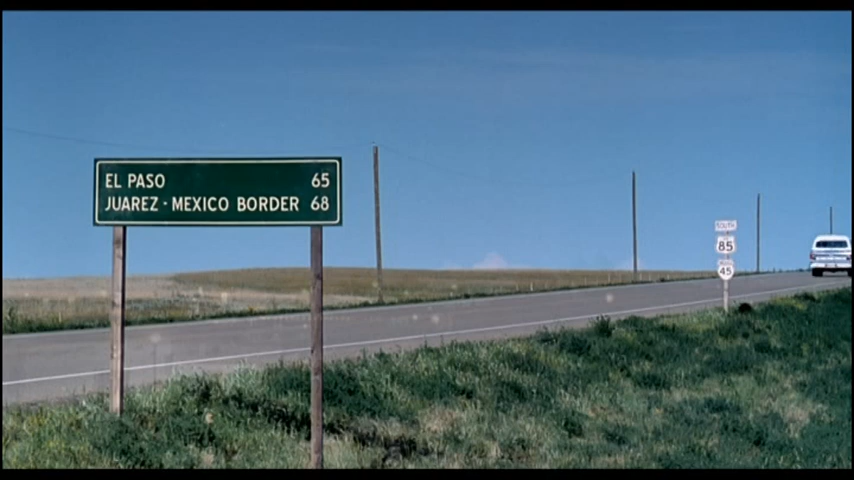 EL PASO 65
JUAREZ - MEXICO BORDER 68
SOUTH
85
45